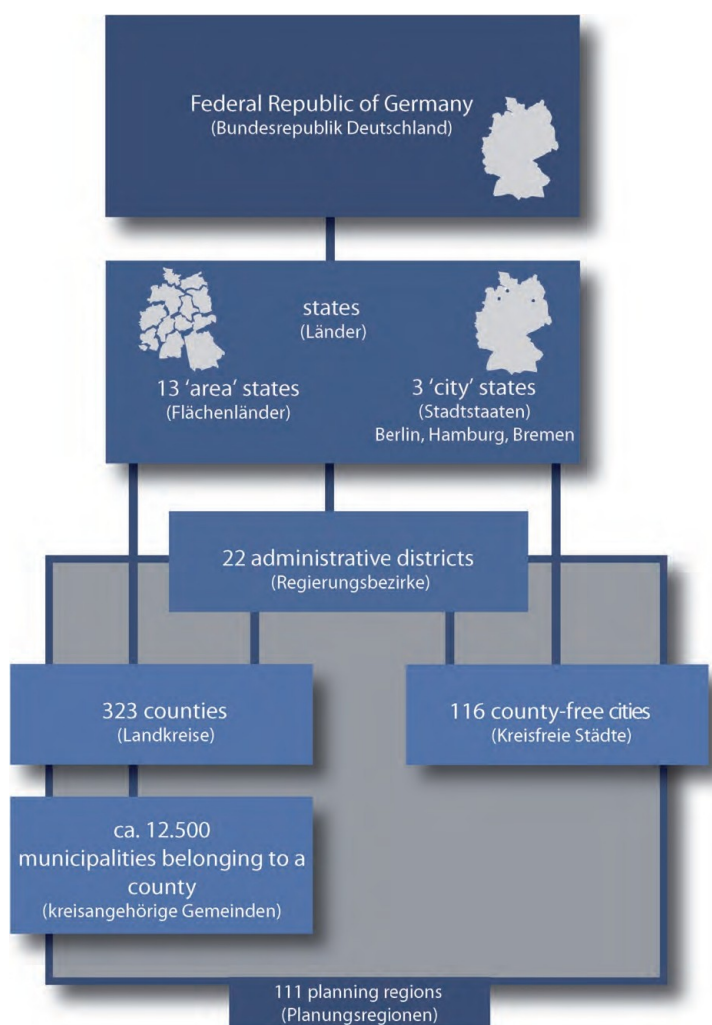 Federal Republic of Germany
(Bundesrepublik Deutschland)
states
(Länder)
13 ‘area’ states
(Flächenländer)
3 ‘city’ states
(Stadtstaaten)
Berlin, Hamburg, Bremen
22 administrative districts
(Regierungsbezirke)
323 counties
(Landkreise)
116 county-free cities
(Kreisfreie Städte)
ca. 12.500
municipalities belonging to a
county
(kreisangehörige Gemeinden)
111 planning regions
(Planungsregionen)